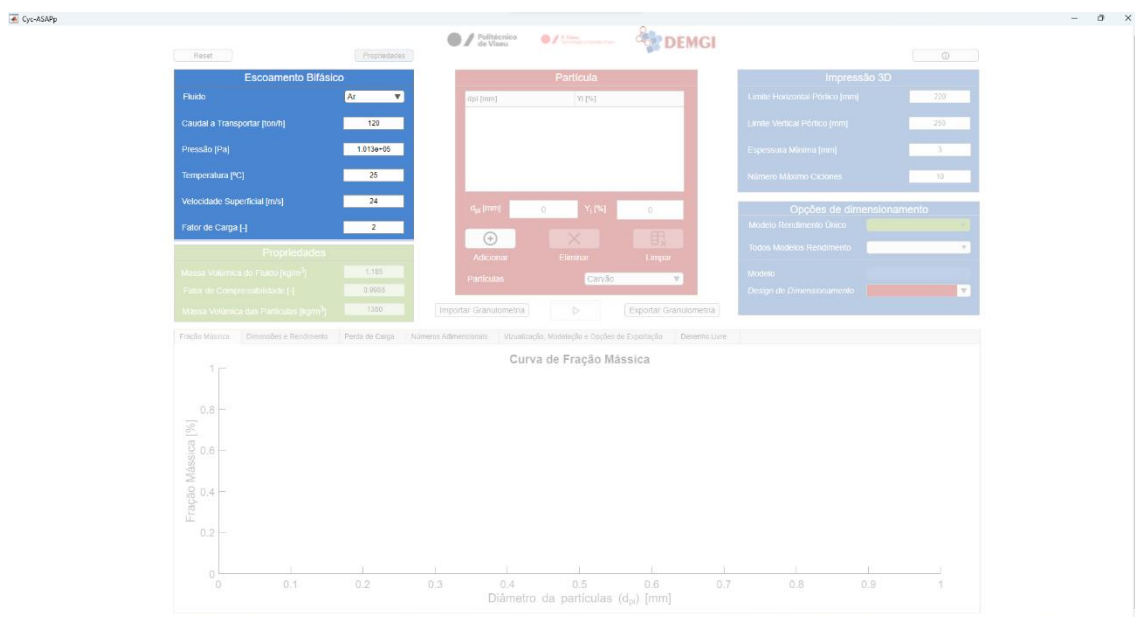 Cyc-ASAPp
Politécnico
de Viseu
DEMGI
Reset
Propriedades
Escoamento Bifásico
Fluido
Ar
Caudal a Transportar [ton/h]
120
Pressão [Pa]
1.013e+05
Temperatura [ºC]
25
Velocidade Superficial [m/s]
24
Fator de Carga [-]
2
Propriedades
Massa Volúmica do Fluido [kg/m³]
1.185
Fator de Compressibilidade [-]
0.9985
Massa Volúmica das Partículas [kg/m³]
1350
Partícula
dpi [mm]
Yi [%]
dpi [mm]
0
Yi [%]
0
Adicionar
Eliminar
Limpar
Partículas
Carvão
Importar Granulometria
Exportar Granulometria
Impressão 3D
Limite Horizontal Pórtico [mm]
220
Limite Vertical Pórtico [mm]
250
Espessura Mínima [mm]
3
Número Máximo Ciclones
10
Opções de dimensionamento
Modelo Rendimento Único
Todos Modelos Rendimento
Modelo
Design de Dimensionamento
Fração Mássica
Dimensões e Rendimento
Perda de Carga
Números Adimensionais
Vizualização, Modelação e Opções de Exportação
Desenho Livre
Curva de Fração Mássica
Fração Mássica [%]
1
0.8
0.6
0.4
0.2
0
0 0.1 0.2 0.3 0.4 0.5 0.6 0.7 0.8 0.9 1
Diâmetro da partículas (dpi) [mm]